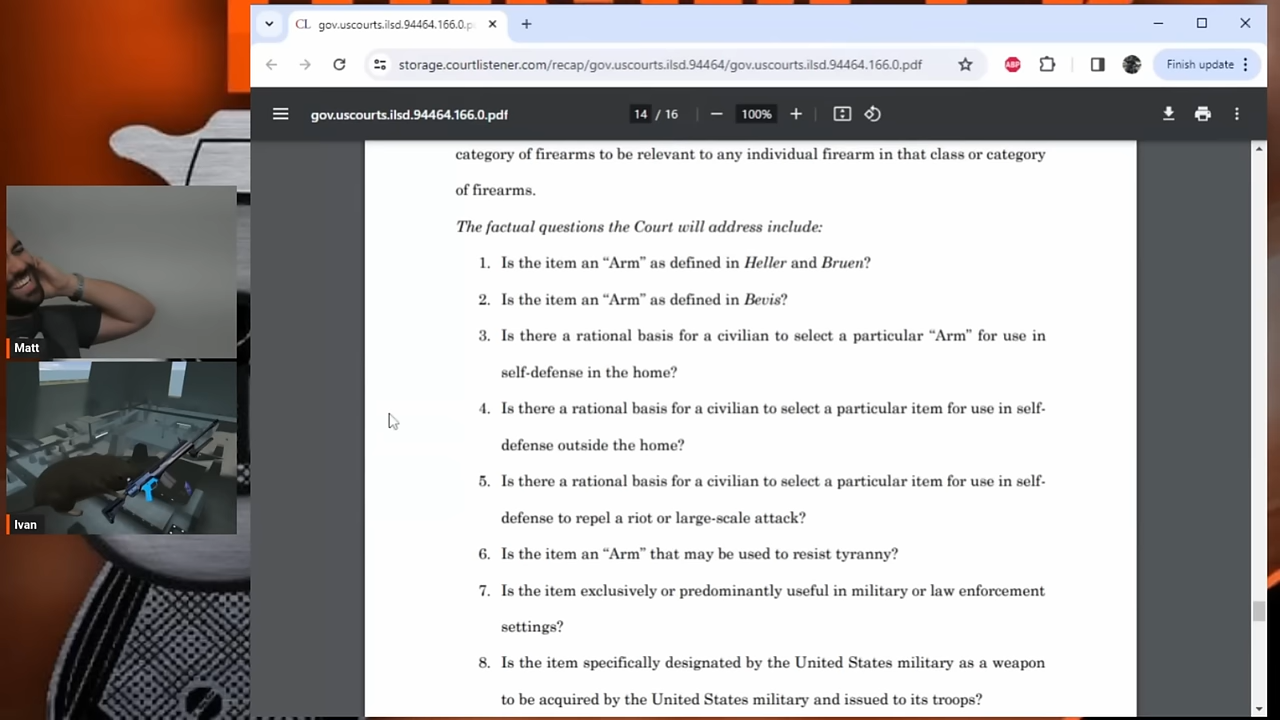 CL gov.uscourts.ilsd.94464.166.0.p
storage.courtlistener.com/recap/gov.uscourts.ilsd.94464/gov.uscourts.ilsd.94464.166.0.pdf
ABP
Finish update
gov.uscourts.ilsd.94464.166.0.pdf
14 / 16
100%
category of firearms to be relevant to any individual firearm in that class or category
of firearms.
The factual questions the Court will address include:
1. Is the item an “Arm” as defined in Heller and Bruen?
2. Is the item an “Arm” as defined in Bevis?
3. Is there a rational basis for a civilian to select a particular “Arm” for use in
self-defense in the home?
4. Is there a rational basis for a civilian to select a particular item for use in self-
defense outside the home?
5. Is there a rational basis for a civilian to select a particular item for use in self-
defense to repel a riot or large-scale attack?
6. Is the item an “Arm” that may be used to resist tyranny?
7. Is the item exclusively or predominantly useful in military or law enforcement
settings?
8. Is the item specifically designated by the United States military as a weapon
to be acquired by the United States military and issued to its troops?
Matt
Ivan